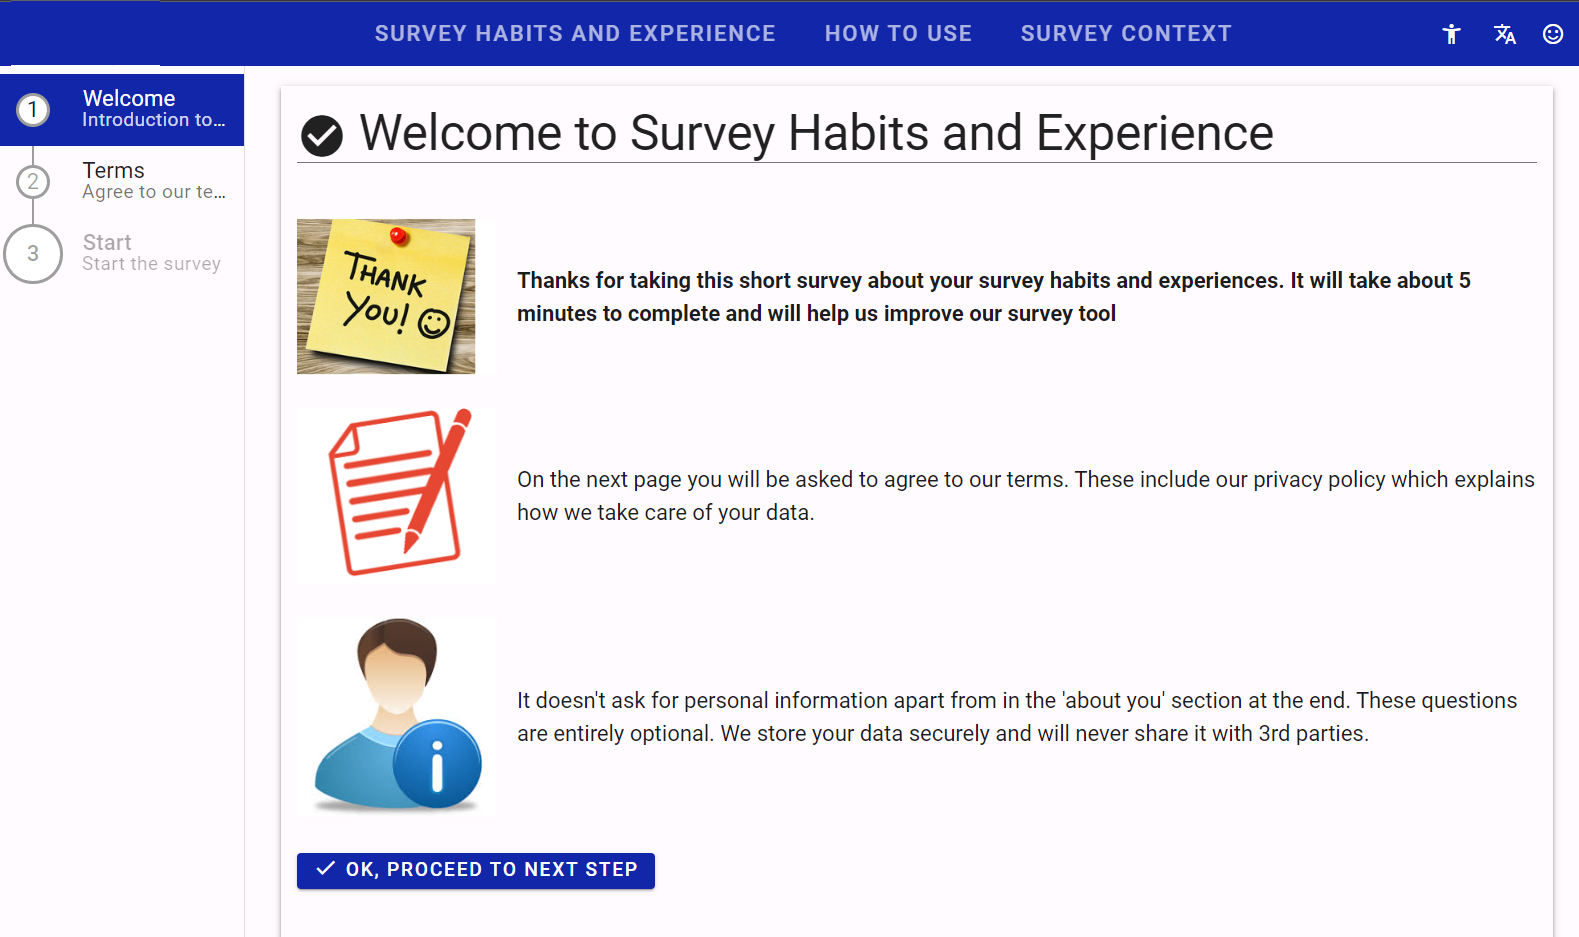 SURVEY HABITS AND EXPERIENCE
HOW TO USE
SURVEY CONTEXT
1
Welcome
Introduction to...
2
Terms
Agree to our te...
3
Start
Start the survey
Welcome to Survey Habits and Experience
THANK
YOU!
Thanks for taking this short survey about your survey habits and experiences. It will take about 5
minutes to complete and will help us improve our survey tool
On the next page you will be asked to agree to our terms. These include our privacy policy which explains
how we take care of your data.
i
It doesn't ask for personal information apart from in the 'about you' section at the end. These questions
are entirely optional. We store your data securely and will never share it with 3rd parties.
OK, PROCEED TO NEXT STEP